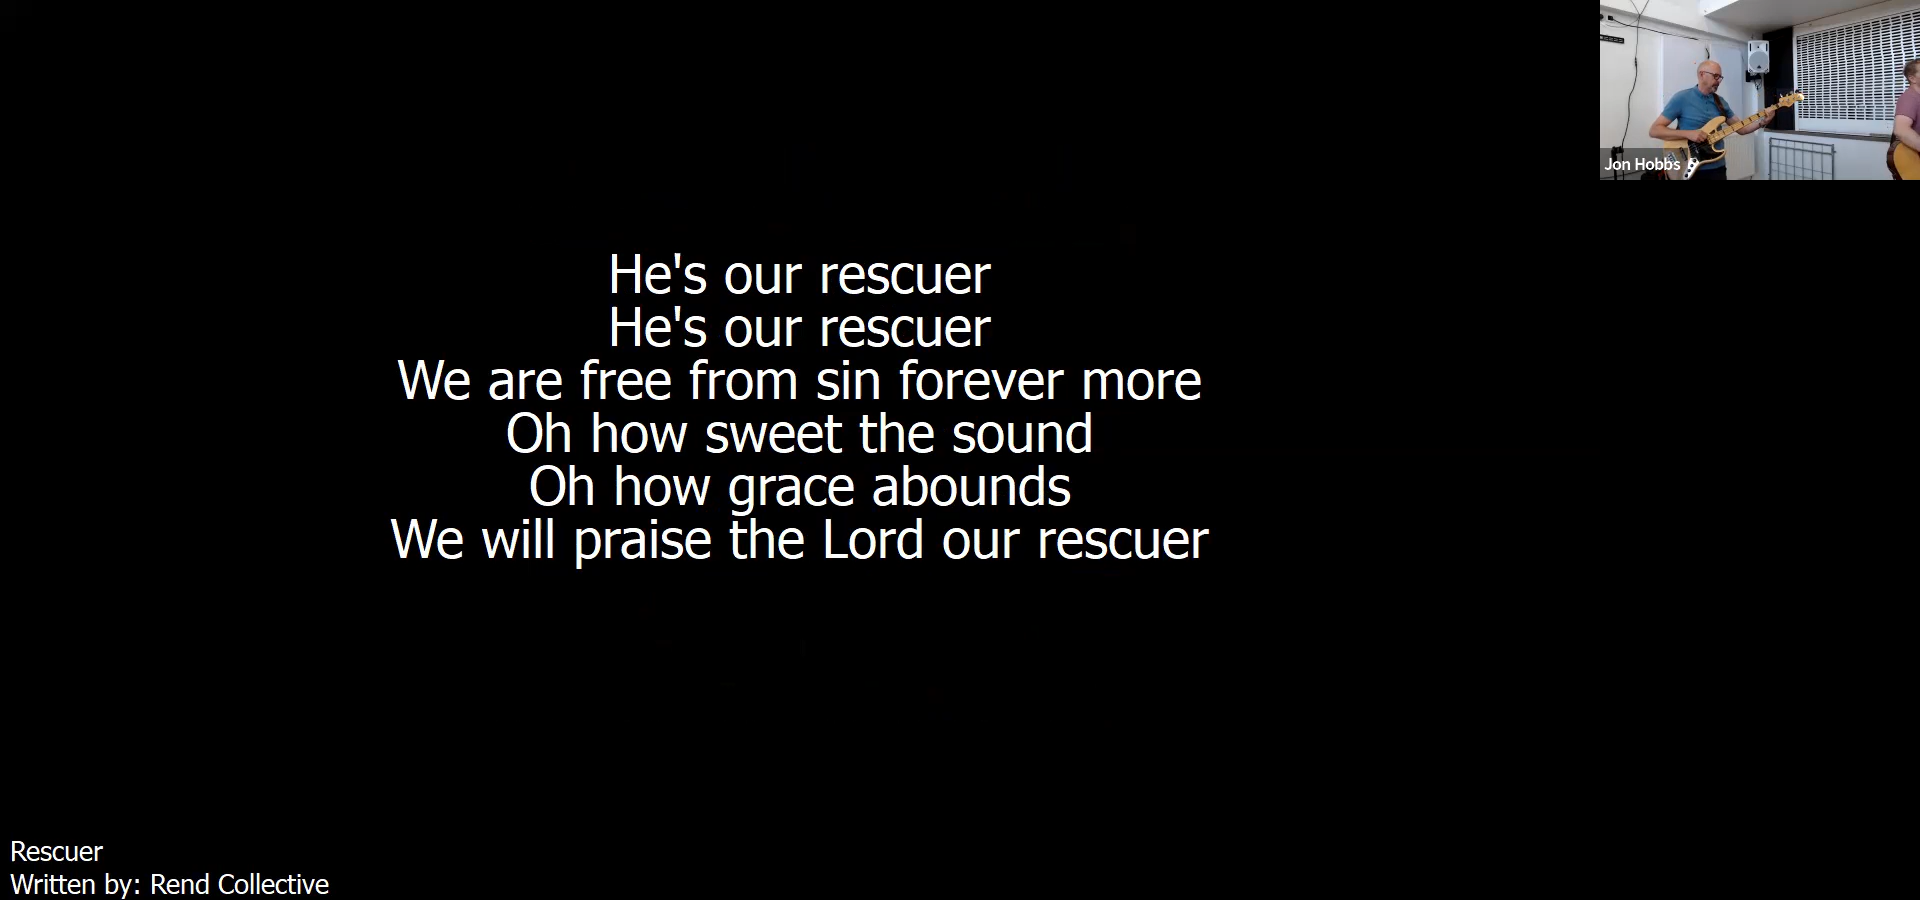 He's our rescuer
He's our rescuer
We are free from sin forever more
Oh how sweet the sound
Oh how grace abounds
We will praise the Lord our rescuer
Jon Hobbs
Rescuer
Written by: Rend Collective